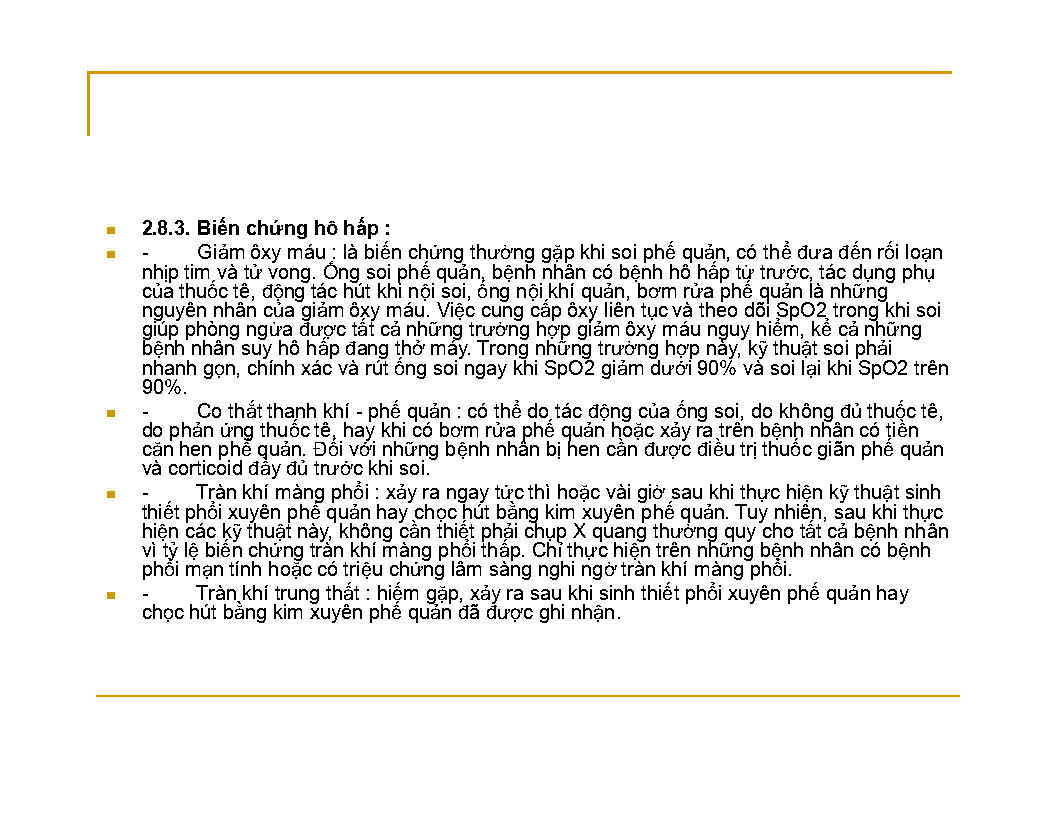 2.8.3. Biến chứng hô hấp :
- Giảm ôxy máu : là biến chứng thường gặp khi soi phế quản, có thể đưa đến rối loạn
nhịp tim và tử vong. Ống soi phế quản, bệnh nhân có bệnh hô hấp từ trước, tác dụng phụ
của thuốc tê, động tác hút khi nội soi, ống nội khí quản, bơm rửa phế quản là những
nguyên nhân của giảm ôxy máu. Việc cung cấp ôxy liên tục và theo dõi SpO2 trong khi soi
giúp phòng ngừa được tất cả những trường hợp giảm ôxy máu nguy hiểm, kể cả những
bệnh nhân suy hô hấp đang thở máy. Trong những trường hợp này, kỹ thuật soi phải
nhanh gọn, chính xác và rút ống soi ngay khi SpO2 giảm dưới 90% và soi lại khi SpO2 trên
90%.
- Co thắt thanh khí - phế quản : có thể do tác động của ống soi, do không đủ thuốc tê,
do phản ứng thuốc tê, hay khi có bơm rửa phế quản hoặc xảy ra trên bệnh nhân có tiền
căn hen phế quản. Đối với những bệnh nhân bị hen cần được điều trị thuốc giãn phế quản
và corticoid đầy đủ trước khi soi.
- Tràn khí màng phổi : xảy ra ngay tức thì hoặc vài giờ sau khi thực hiện kỹ thuật sinh
thiết phổi xuyên phế quản hay chọc hút bằng kim xuyên phế quản. Tuy nhiên, sau khi thực
hiện các kỹ thuật này, không cần thiết phải chụp X quang thường quy cho tất cả bệnh nhân
vì tỷ lệ biến chứng tràn khí màng phổi thấp. Chỉ thực hiện trên những bệnh nhân có bệnh
phổi mạn tính hoặc có triệu chứng lâm sàng nghi ngờ tràn khí màng phổi.
- Tràn khí trung thất : hiếm gặp, xảy ra sau khi sinh thiết phổi xuyên phế quản hay
chọc hút bằng kim xuyên phế quản đã được ghi nhận.